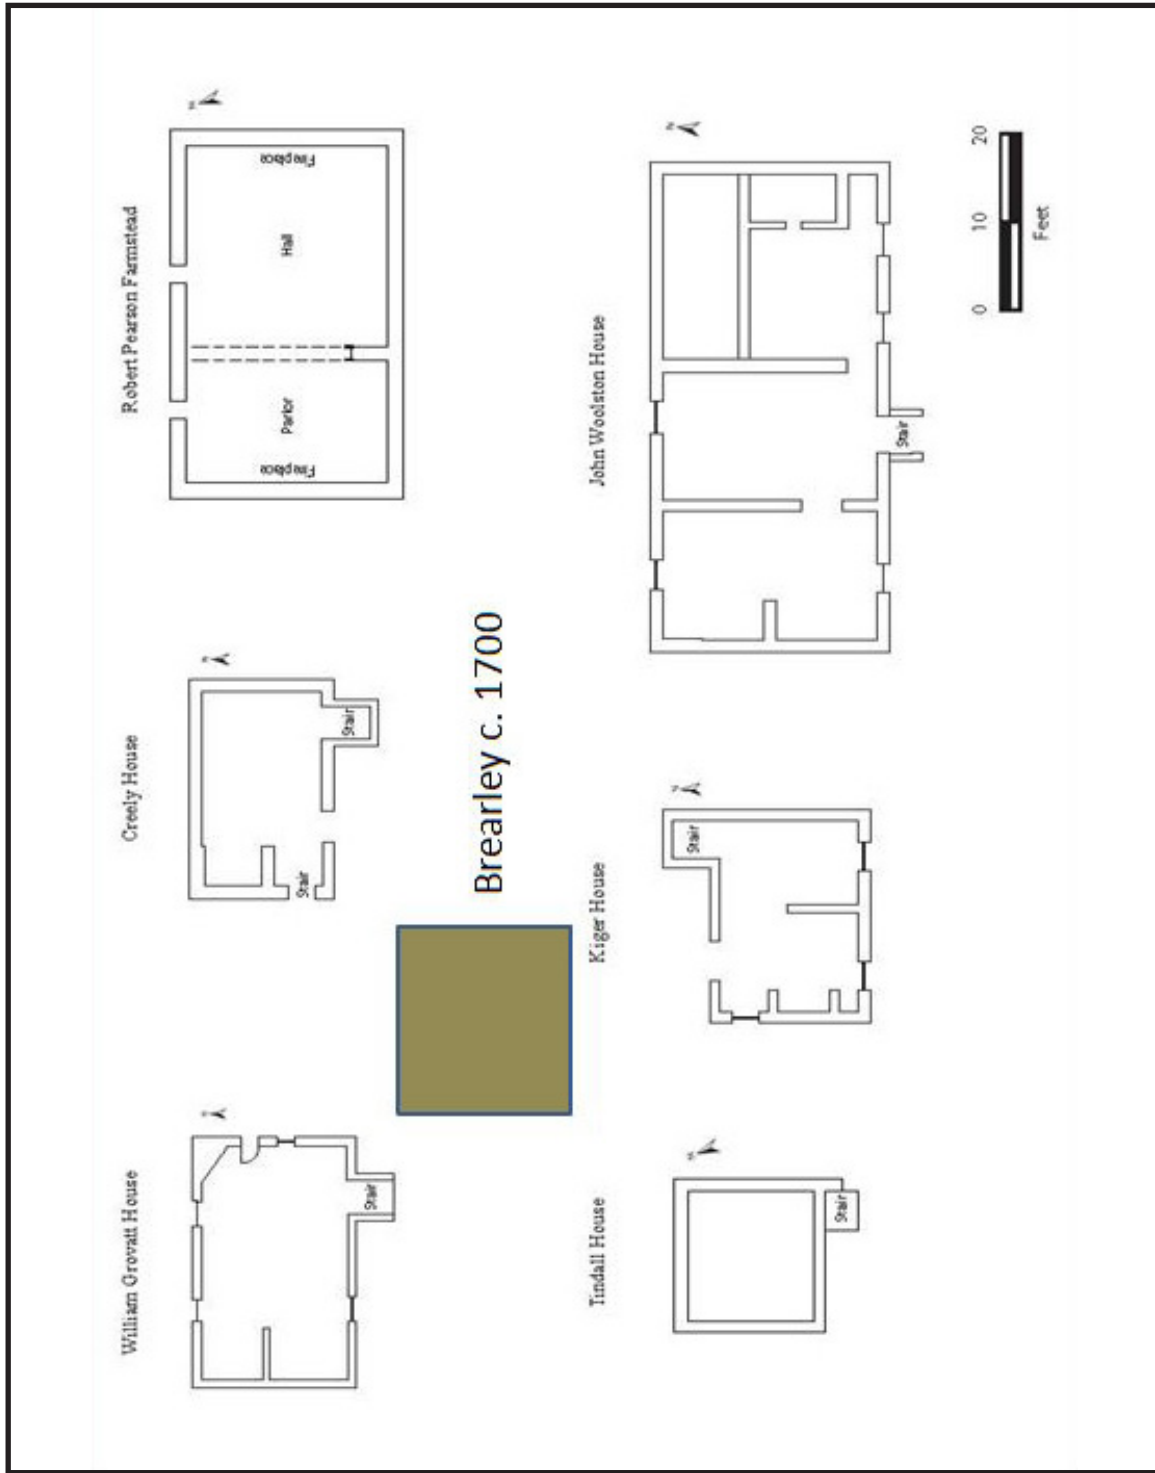 William Grovatt House
Stair
Creely House
Stair
Stair
Robert Pearson Farmstead
Fireplace
Parlor
Hall
Fireplace
Brearley c. 1700
Tindall House
Stair
Kiger House
Stair
John Woolston House
Stair
0 10 20
Feet